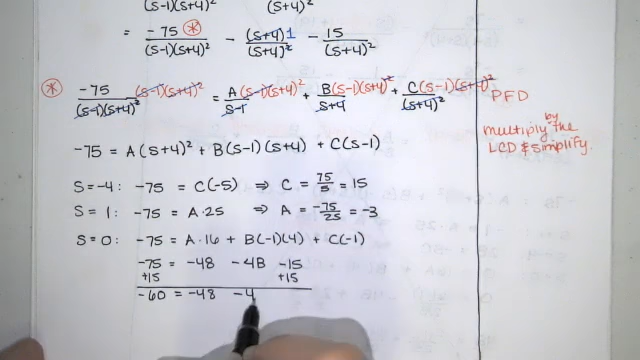 (s-1)(s+4) (s+4)²
= -75 ⊛ / (s-1)(s+4)² - (s+4)1 / (s+4)² - 15 / (s+4)²
⊛ -75 / (s-1)(s+4)² (s-1)(s+4)² = A / s-1 (s-1)(s+4)² + B / s+4 (s-1)(s+4)² + C / (s+4)² (s-1)(s+4)² PFD
multiply by the
LCD & simplify.
-75 = A(s+4)² + B(s-1)(s+4) + C(s-1)
S=-4: -75 = C(-5) ⇒ C = 75/5 = 15
S=1: -75 = A·25 ⇒ A = -75/25 = -3
S=0: -75 = A·16 + B(-1)(4) + C(-1)
-75 = -48 -4B -15
+15 +15
-60 = -48 -4